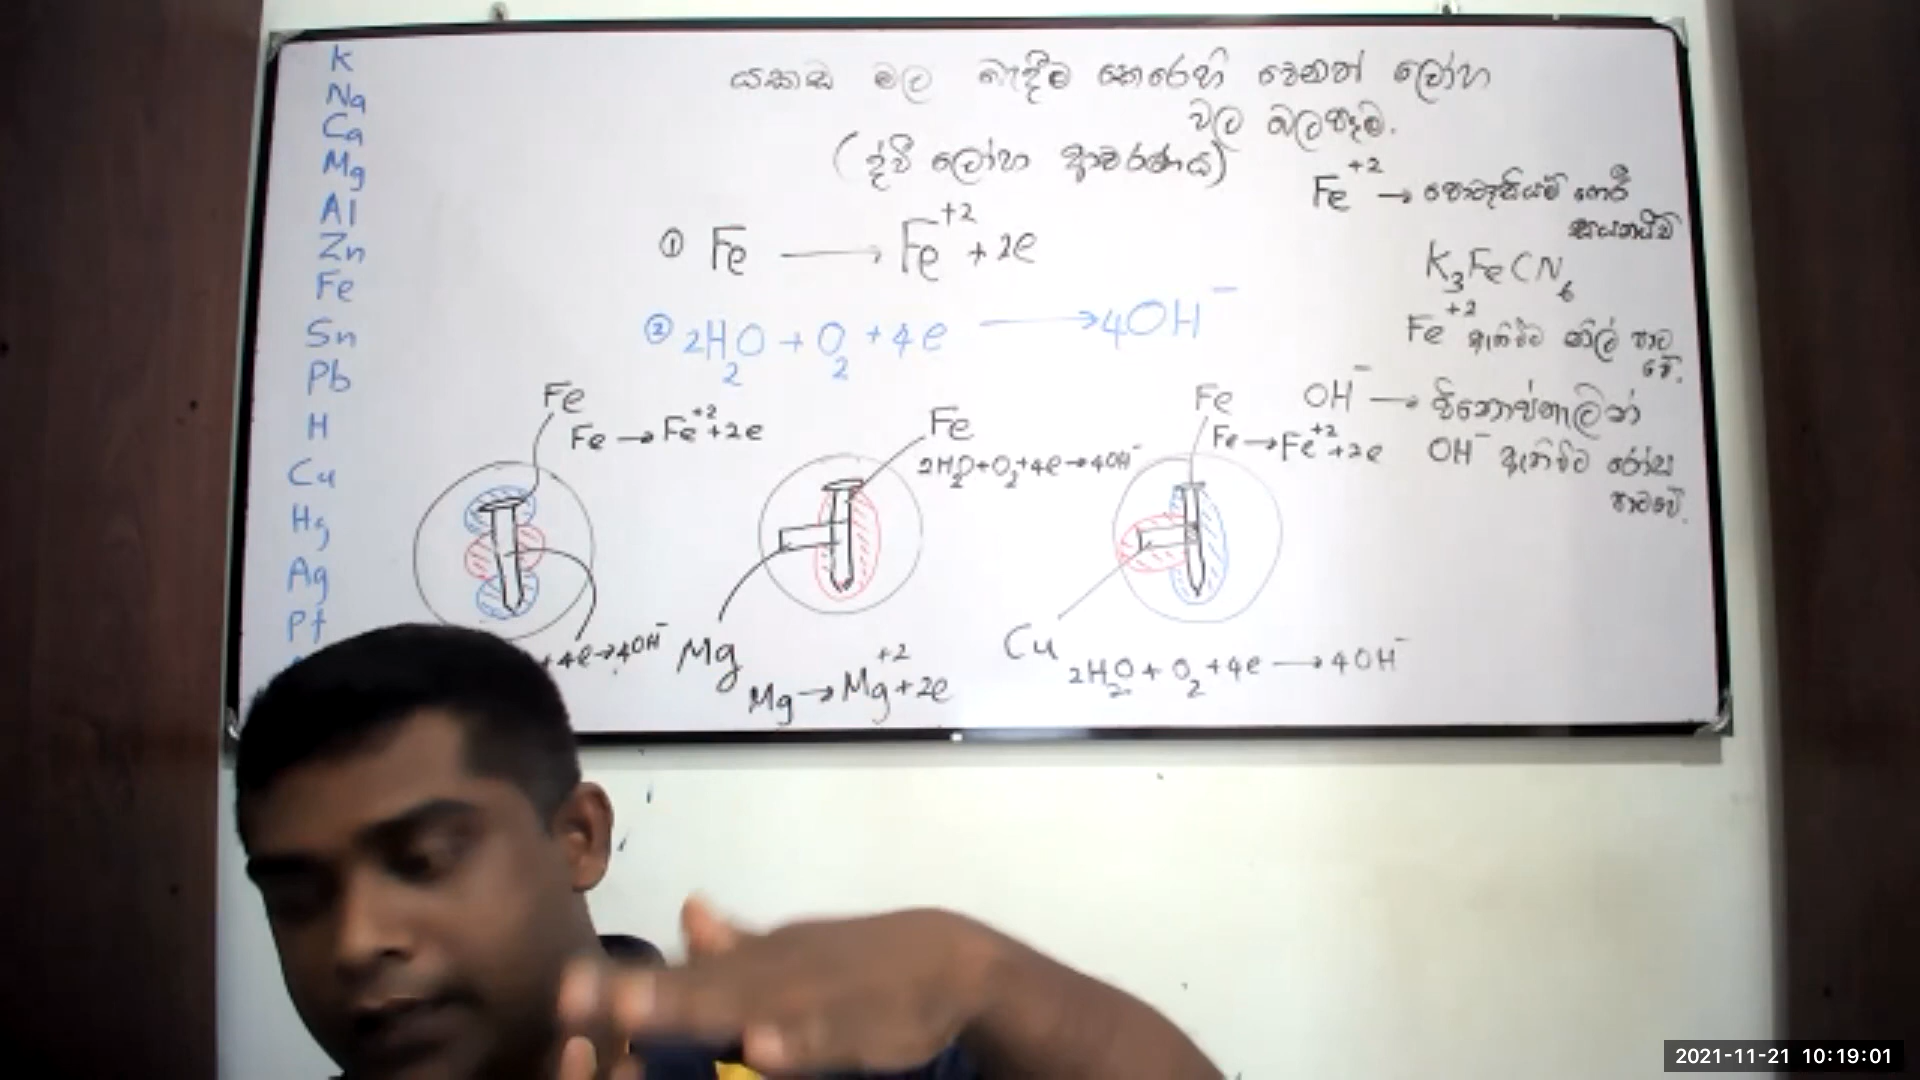 K
Na
Ca
Mg
Al
Zn
Fe
Sn
Pb
H
Cu
Hg
Ag
Pt
යකඩ මල බැදීම කෙරෙහි වෙනත් ලෝහ
වල බලපෑම.
(ද්වි ලෝහ ආවරණය)
① Fe → Fe⁺² + 2e
② 2H₂O + O₂ + 4e → 4OH⁻
Fe⁺² → පොටෑසියම් ෆෙරි
සයනයිඩ්
K₃FeCN₆
Fe⁺² ඇතිවිට නිල් පාට
වේ.
OH⁻ → පිනොප්තලින්
OH⁻ ඇතිවිට රෝස
පාටවේ.
Fe
Fe → Fe⁺² + 2e
+4e → 4OH⁻
Fe
2H₂O + O₂ + 4e → 4OH⁻
Mg
Mg → Mg⁺² + 2e
Fe
Fe → Fe⁺² + 2e
Cu
2H₂O + O₂ + 4e → 4OH⁻
2021-11-21 10:19:01